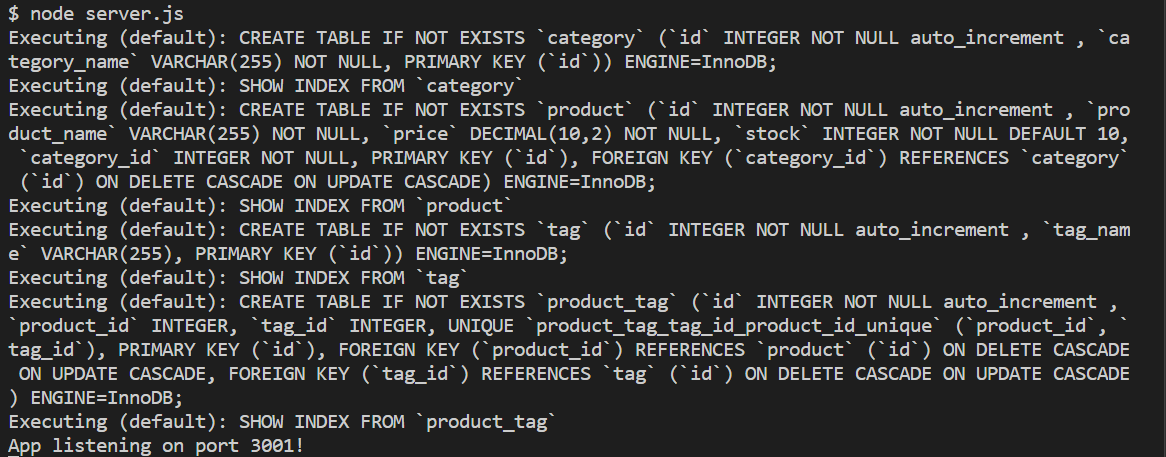 $ node server.js
Executing (default): CREATE TABLE IF NOT EXISTS `category` (`id` INTEGER NOT NULL auto_increment , `ca
tegory_name` VARCHAR(255) NOT NULL, PRIMARY KEY (`id`)) ENGINE=InnoDB;
Executing (default): SHOW INDEX FROM `category`
Executing (default): CREATE TABLE IF NOT EXISTS `product` (`id` INTEGER NOT NULL auto_increment , `pro
duct_name` VARCHAR(255) NOT NULL, `price` DECIMAL(10,2) NOT NULL, `stock` INTEGER NOT NULL DEFAULT 10,
 `category_id` INTEGER NOT NULL, PRIMARY KEY (`id`), FOREIGN KEY (`category_id`) REFERENCES `category`
 (`id`) ON DELETE CASCADE ON UPDATE CASCADE) ENGINE=InnoDB;
Executing (default): SHOW INDEX FROM `product`
Executing (default): CREATE TABLE IF NOT EXISTS `tag` (`id` INTEGER NOT NULL auto_increment , `tag_nam
e` VARCHAR(255), PRIMARY KEY (`id`)) ENGINE=InnoDB;
Executing (default): SHOW INDEX FROM `tag`
Executing (default): CREATE TABLE IF NOT EXISTS `product_tag` (`id` INTEGER NOT NULL auto_increment ,
`product_id` INTEGER, `tag_id` INTEGER, UNIQUE `product_tag_tag_id_product_id_unique` (`product_id`, `
tag_id`), PRIMARY KEY (`id`), FOREIGN KEY (`product_id`) REFERENCES `product` (`id`) ON DELETE CASCADE
 ON UPDATE CASCADE, FOREIGN KEY (`tag_id`) REFERENCES `tag` (`id`) ON DELETE CASCADE ON UPDATE CASCADE
) ENGINE=InnoDB;
Executing (default): SHOW INDEX FROM `product_tag`
App listening on port 3001!